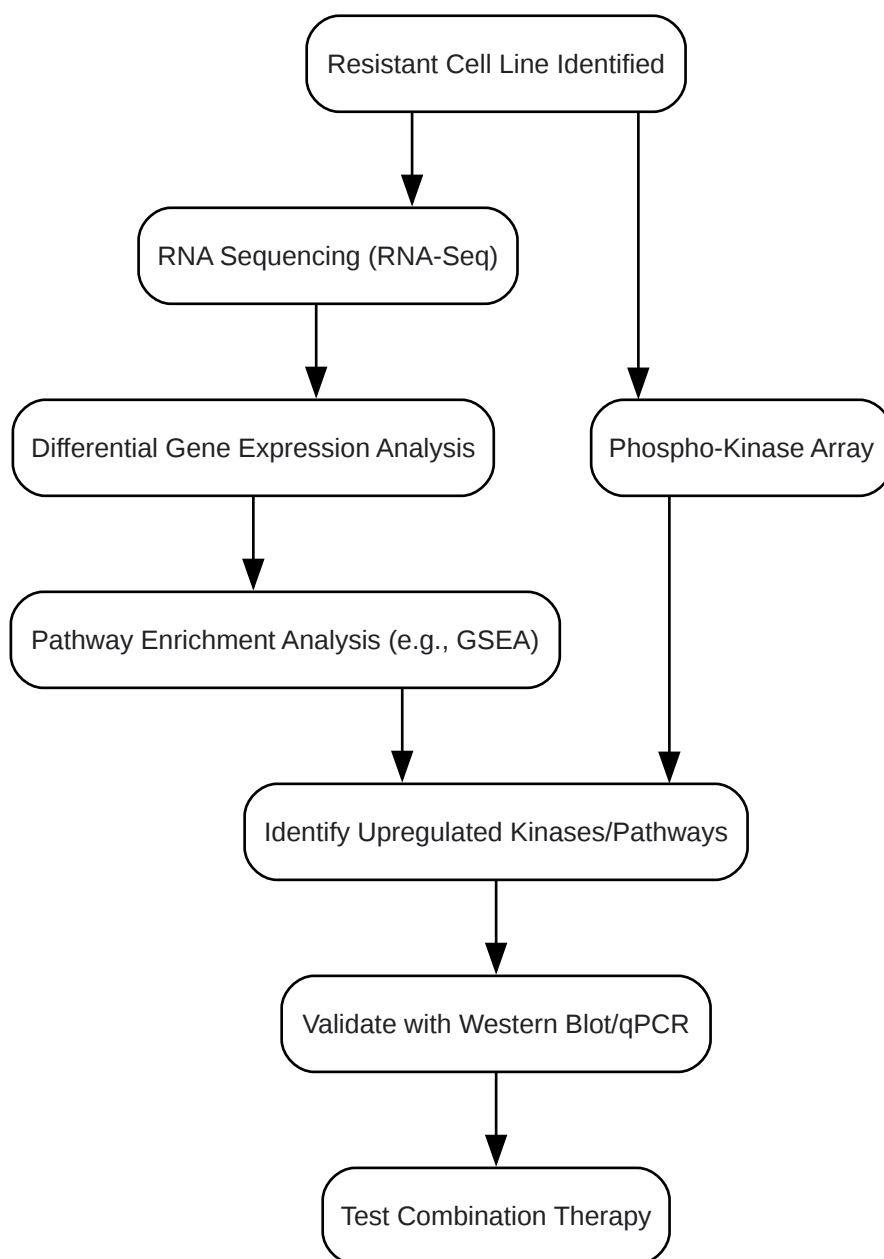 Resistant Cell Line Identified
RNA Sequencing (RNA-Seq)
Differential Gene Expression Analysis
Phospho-Kinase Array
Pathway Enrichment Analysis (e.g., GSEA)
Identify Upregulated Kinases/Pathways
Validate with Western Blot/qPCR
Test Combination Therapy